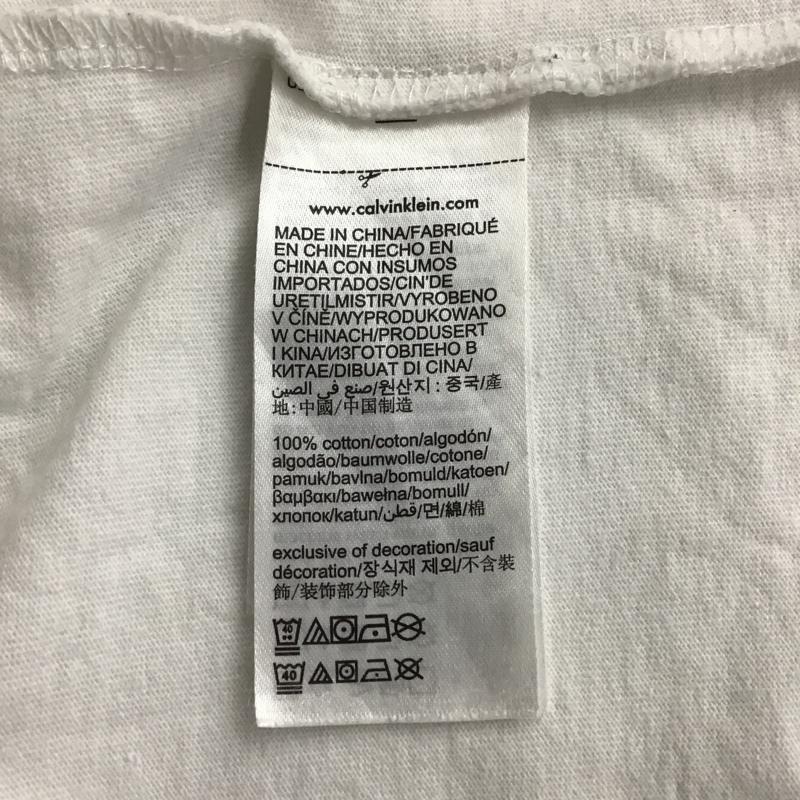 www.calvinklein.com
MADE IN CHINA/FABRIQUÉ
EN CHINE/HECHO EN
CHINA CON INSUMOS
IMPORTADOS/CIN'DE
URETILMISTIR/VYROBENO
V ČÍNĚ/WYPRODUKOWANO
W CHINACH/PRODUSERT
I KINA/ИЗГОТОВЛЕНО В
КИТАЕ/DIBUAT DI CINA/
صنع في الصين/원산지 : 중국/產
地:中國/中国制造
100% cotton/coton/algodón/
algodão/baumwolle/cotone/
pamuk/bavlna/bomuld/katoen/
βαμβακι/bawełna/bomull/
хлопок/katun/قطن/면/綿/棉
exclusive of decoration/sauf
décoration/장식재 제외/不含裝
飾/装饰部分除外
40
40